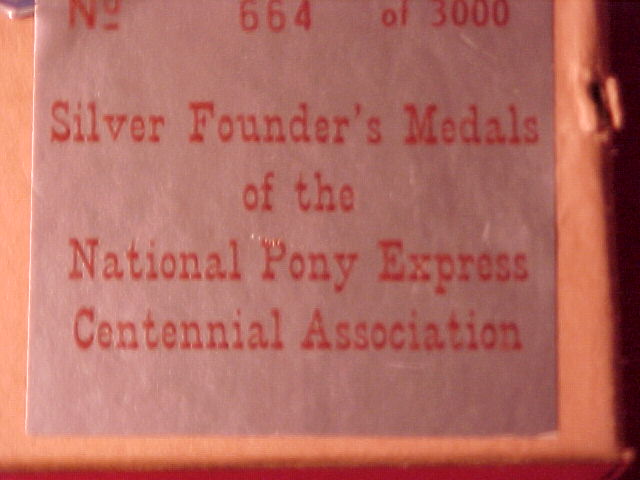 Nº 664 of 3000
Silver Founder's Medals
of the
National Pony Express
Centennial Association